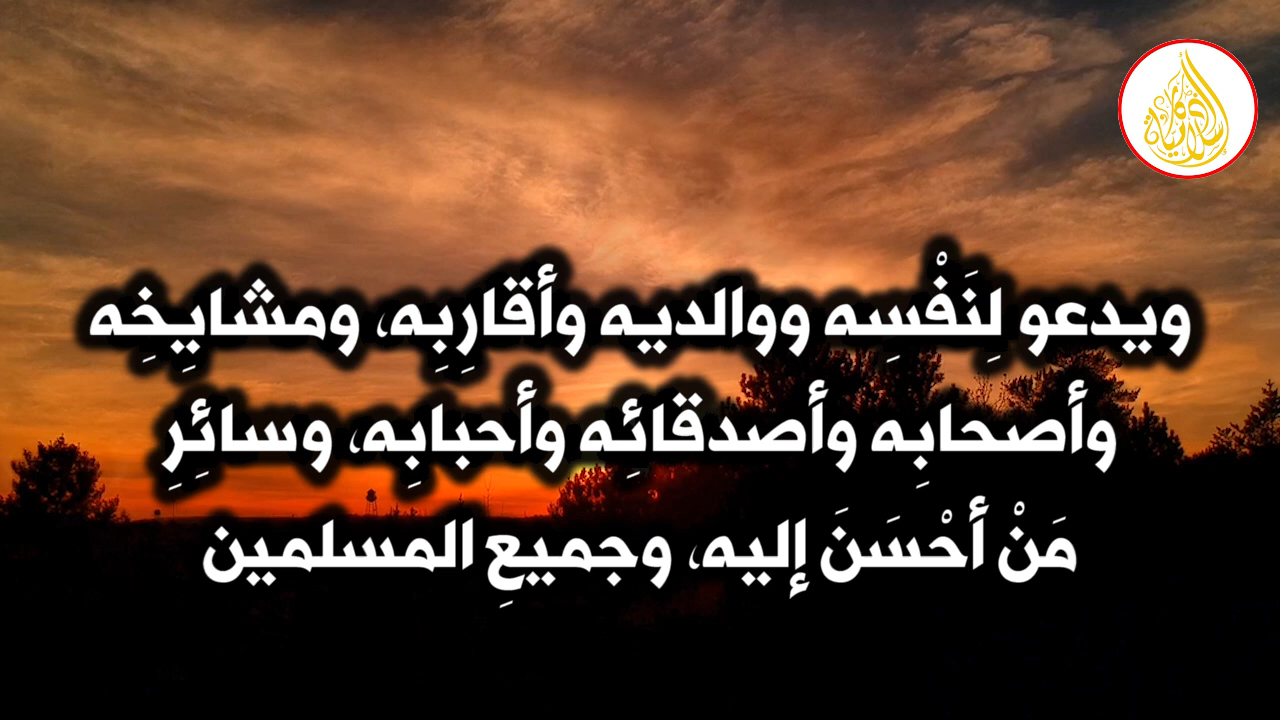 ويدعو لِنَفْسِه ووالديه وأقارِبِه، ومشايِخِه
وأصحابِه وأصدقائِه وأحبابِه، وسائِرِ
مَنْ أحْسَنَ إليه، وجميعِ المسلمين